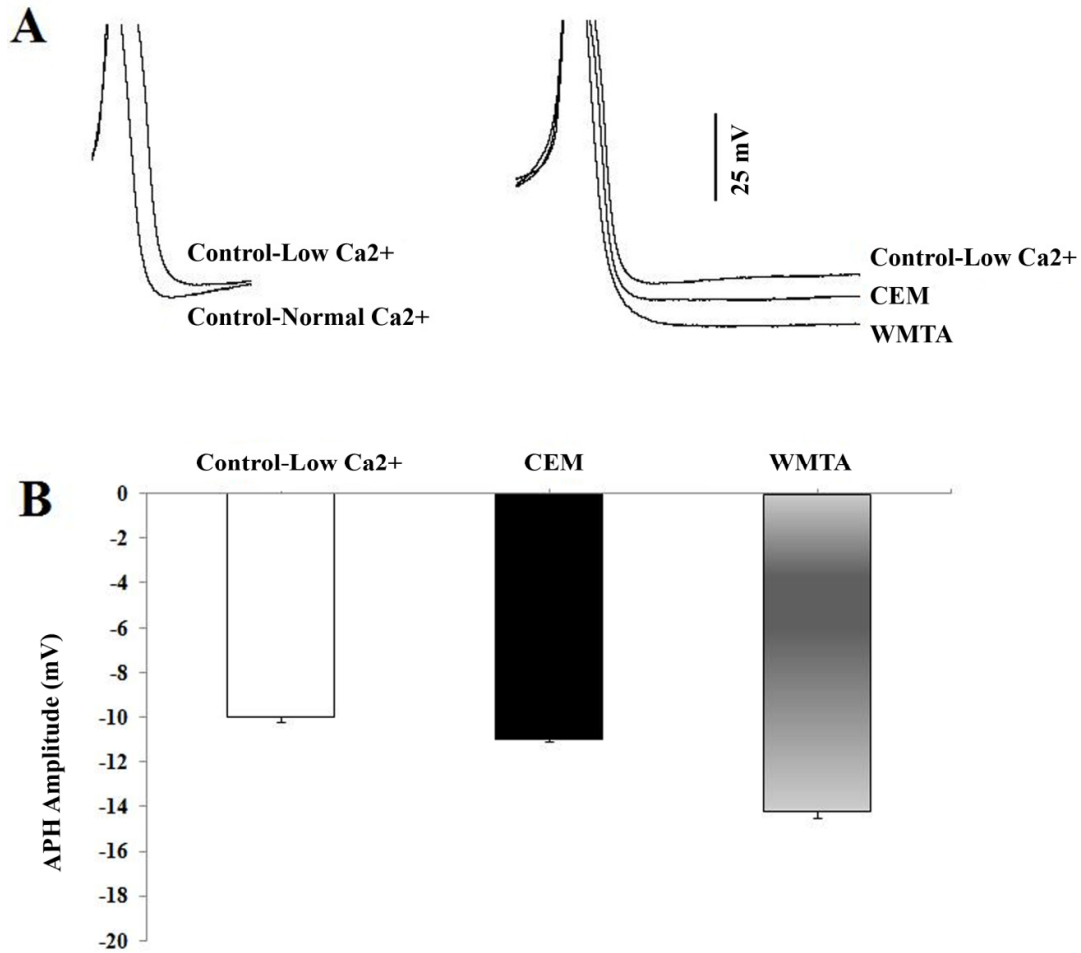 A
25 mV
Control-Low Ca2+
Control-Normal Ca2+
Control-Low Ca2+
CEM
WMTA
B
Control-Low Ca2+
CEM
WMTA
APH Amplitude (mV)
0
-2
-4
-6
-8
-10
-12
-14
-16
-18
-20